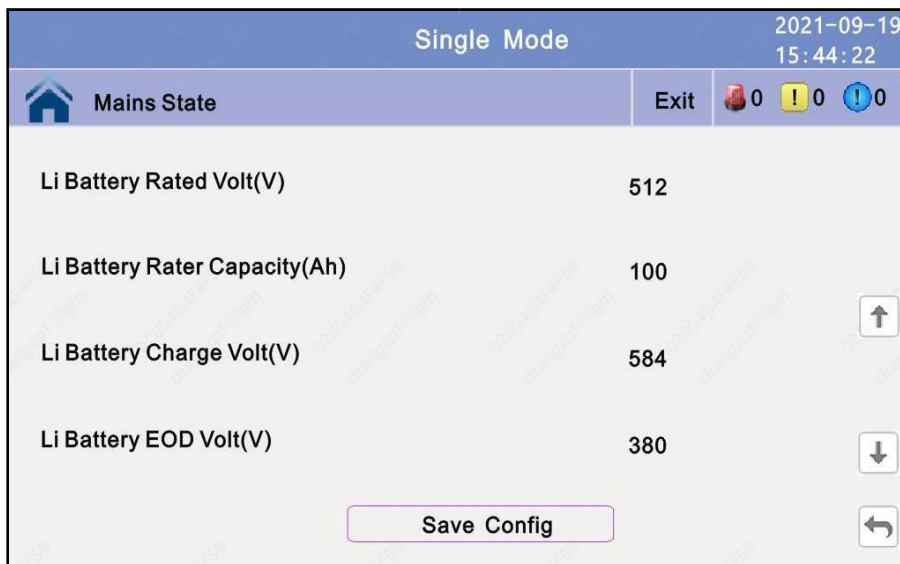 Single Mode
2021-09-19
15:44:22
Mains State
Exit
0
! 0
! 0
Li Battery Rated Volt(V)
512
Li Battery Rater Capacity(Ah)
100
Li Battery Charge Volt(V)
584
Li Battery EOD Volt(V)
380
Save Config